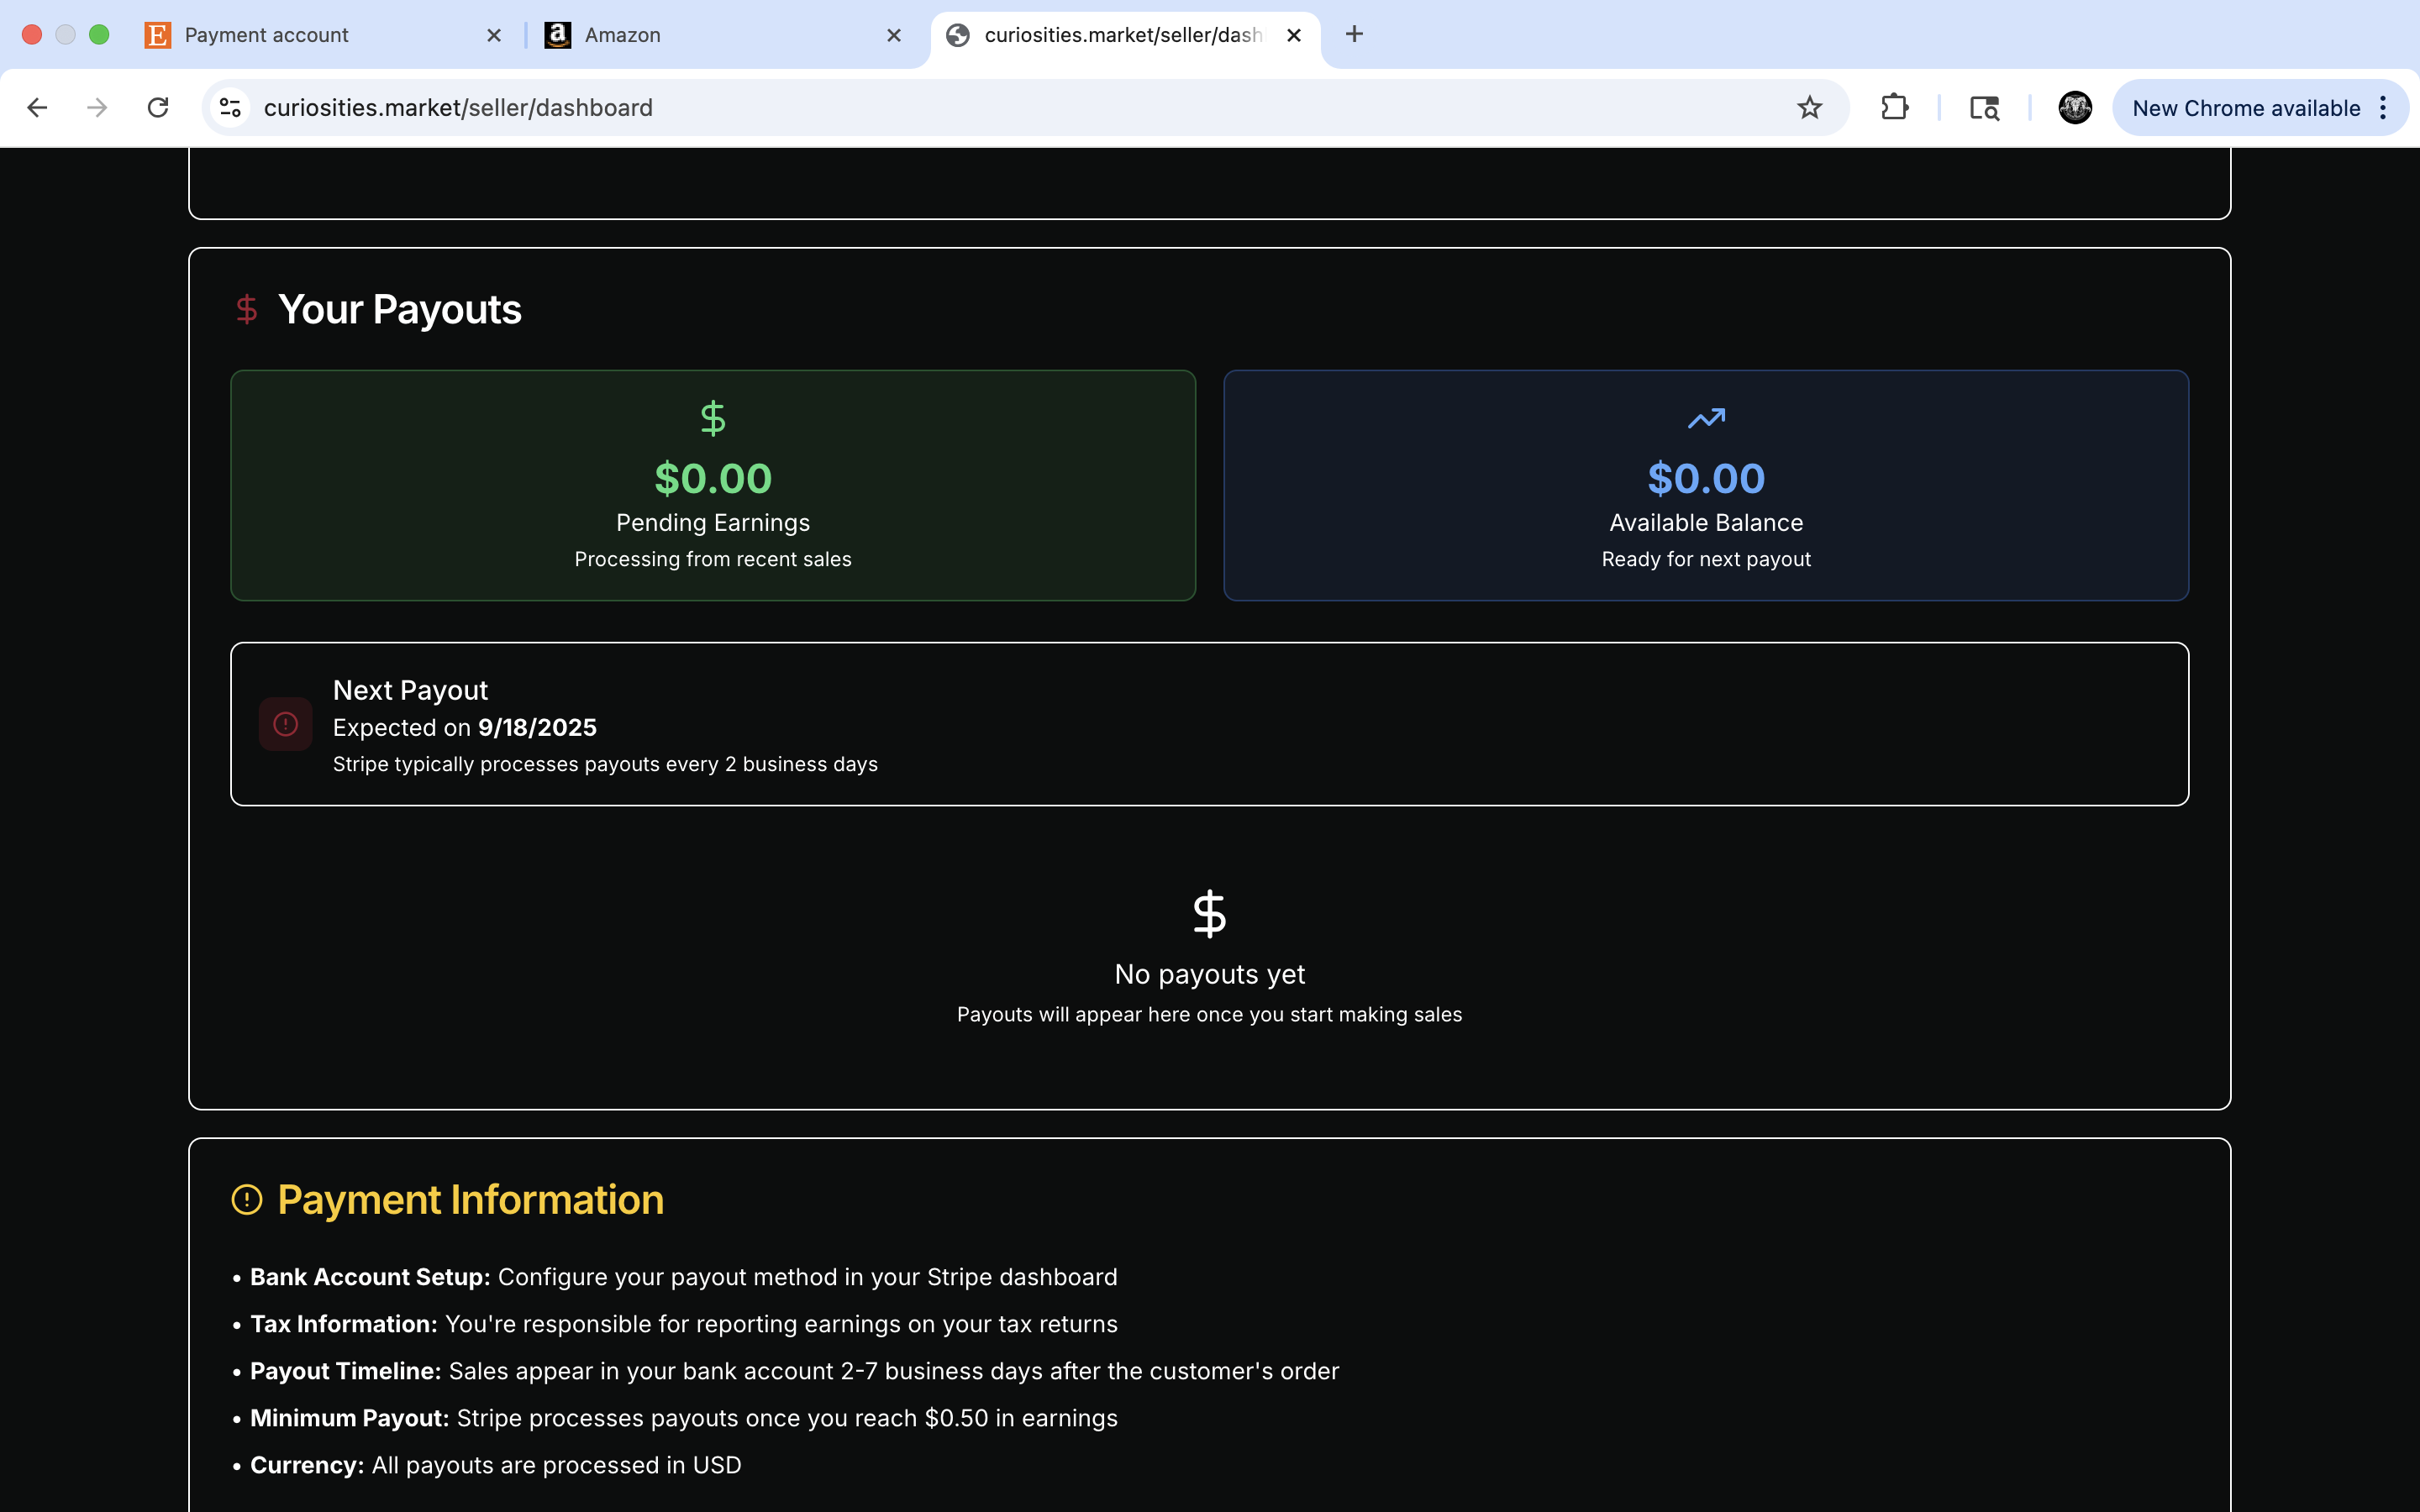 Payment account
Amazon
curiosities.market/seller/dash
curiosities.market/seller/dashboard
New Chrome available
Your Payouts
$0.00
Pending Earnings
Processing from recent sales
$0.00
Available Balance
Ready for next payout
Next Payout
Expected on 9/18/2025
Stripe typically processes payouts every 2 business days
No payouts yet
Payouts will appear here once you start making sales
Payment Information
• Bank Account Setup: Configure your payout method in your Stripe dashboard
• Tax Information: You're responsible for reporting earnings on your tax returns
• Payout Timeline: Sales appear in your bank account 2-7 business days after the customer's order
• Minimum Payout: Stripe processes payouts once you reach $0.50 in earnings
• Currency: All payouts are processed in USD